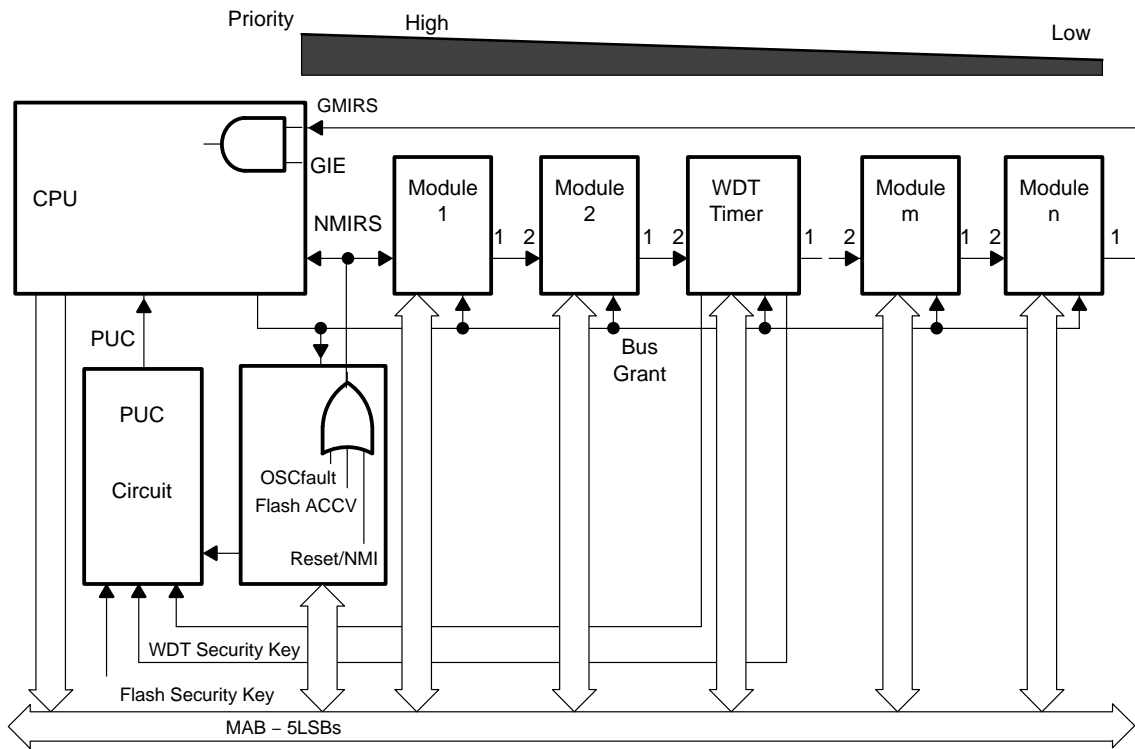 Priority
High
Low
GMIRS
GIE
CPU
NMIRS
Module
1
Module
2
WDT
Timer
Module
m
Module
n
1 2
1 2
1 2
1 2
1
PUC
Bus
Grant
PUC
Circuit
OSCfault
Flash ACCV
Reset/NMI
WDT Security Key
Flash Security Key
MAB – 5LSBs